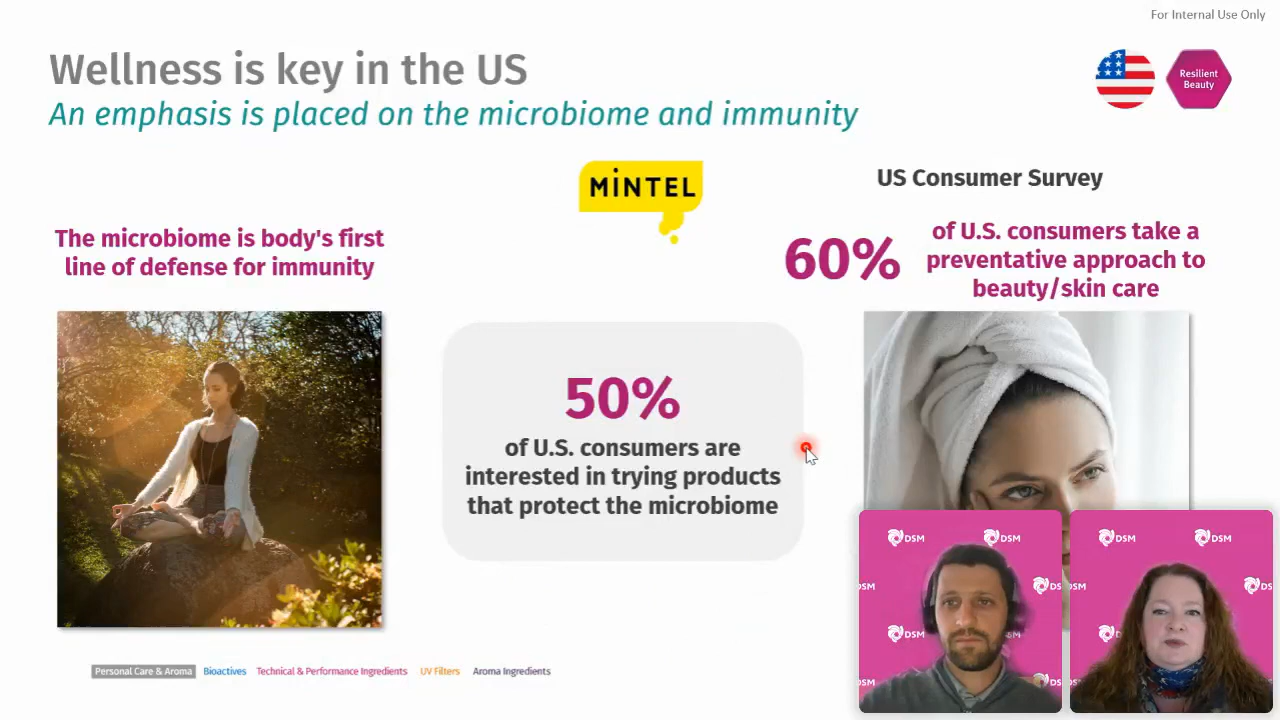 For Internal Use Only
Wellness is key in the US
An emphasis is placed on the microbiome and immunity
Resilient
Beauty
MiNTEL
US Consumer Survey
The microbiome is body's first
line of defense for immunity
60%
of U.S. consumers take a
preventative approach to
beauty/skin care
50%
of U.S. consumers are
interested in trying products
that protect the microbiome
Personal Care & Aroma Bioactives Technical & Performance Ingredients UV Filters Aroma Ingredients
DSM DSM DSM DSM
DSM DS DSM DS
DSM DSM DSM DSM